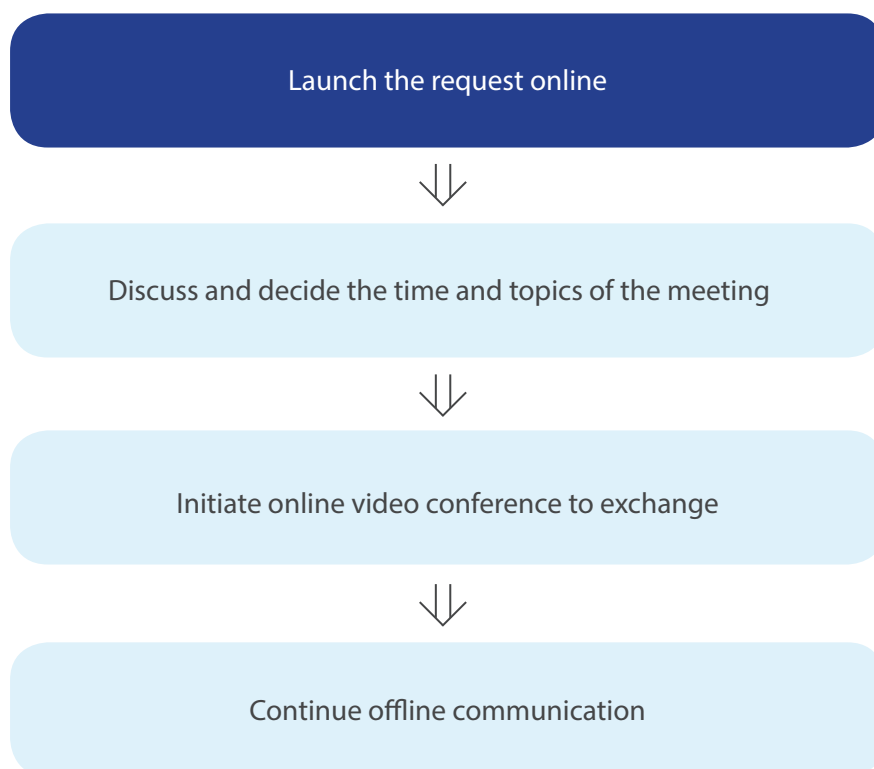 Launch the request online
Discuss and decide the time and topics of the meeting
Initiate online video conference to exchange
Continue offline communication